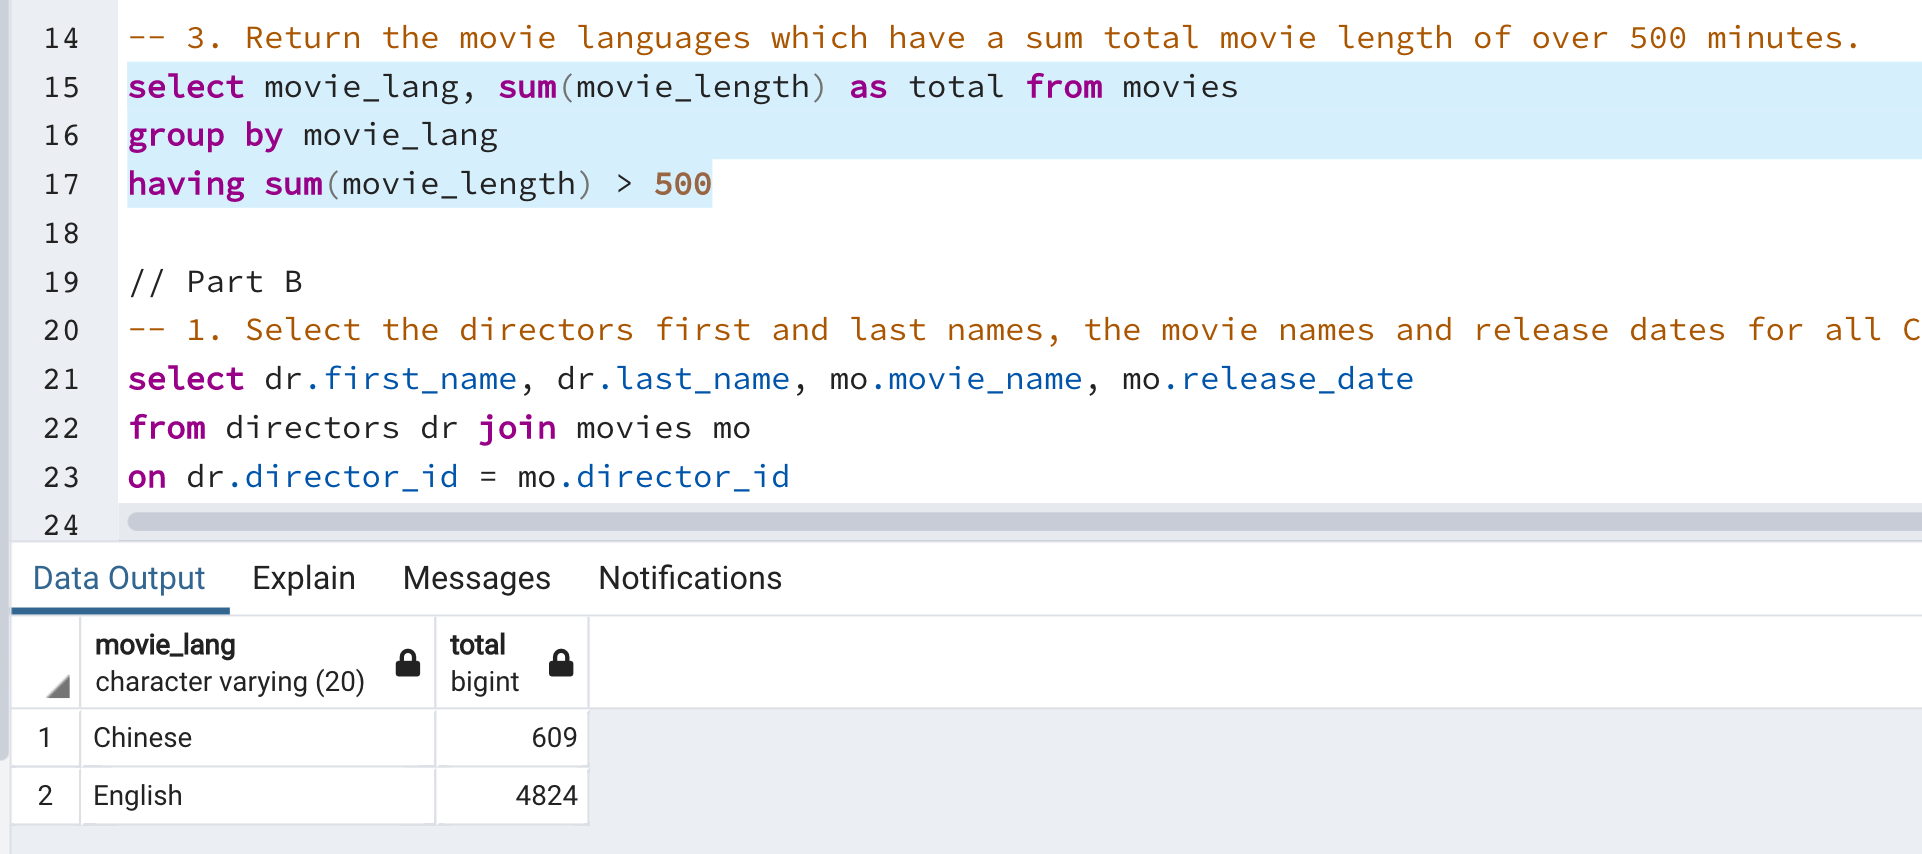 14 -- 3. Return the movie languages which have a sum total movie length of over 500 minutes.
15 select movie_lang, sum(movie_length) as total from movies
16 group by movie_lang
17 having sum(movie_length) > 500
18
19 // Part B
20 -- 1. Select the directors first and last names, the movie names and release dates for all C
21 select dr.first_name, dr.last_name, mo.movie_name, mo.release_date
22 from directors dr join movies mo
23 on dr.director_id = mo.director_id
24
Data Output Explain Messages Notifications
movie_lang total
character varying (20) bigint
1 Chinese 609
2 English 4824